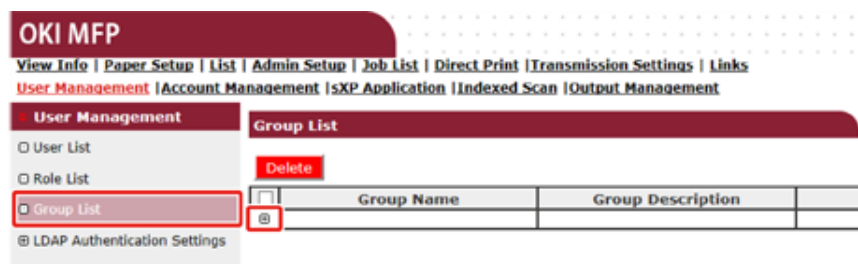 OKI MFP
View Info | Paper Setup | List | Admin Setup | Job List | Direct Print |Transmission Settings | Links
User Management |Account Management |sXP Application |Indexed Scan |Output Management
User Management
Group List
User List
Delete
Role List
Group Name Group Description
Group List
LDAP Authentication Settings